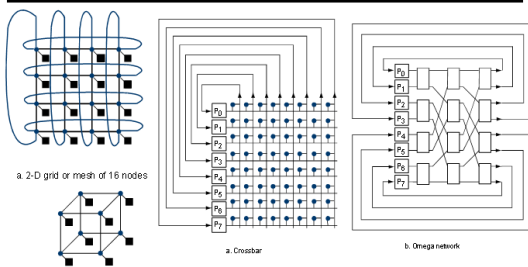 a. 2-D grid or mesh of 16 nodes
P0
P1
P2
P3
P4
P5
P6
P7
a. Crossbar
P0
P1
P2
P3
P4
P5
P6
P7
b. Omega network